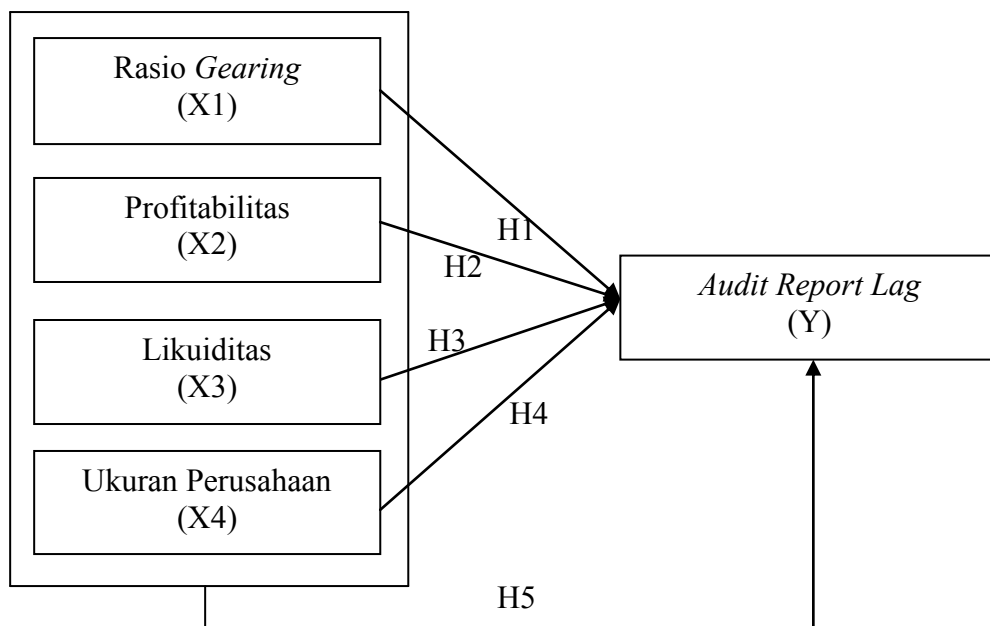 Rasio Gearing
(X1)
Profitabilitas
(X2)
Likuiditas
(X3)
Ukuran Perusahaan
(X4)
H1
H2
H3
H4
Audit Report Lag
(Y)
H5